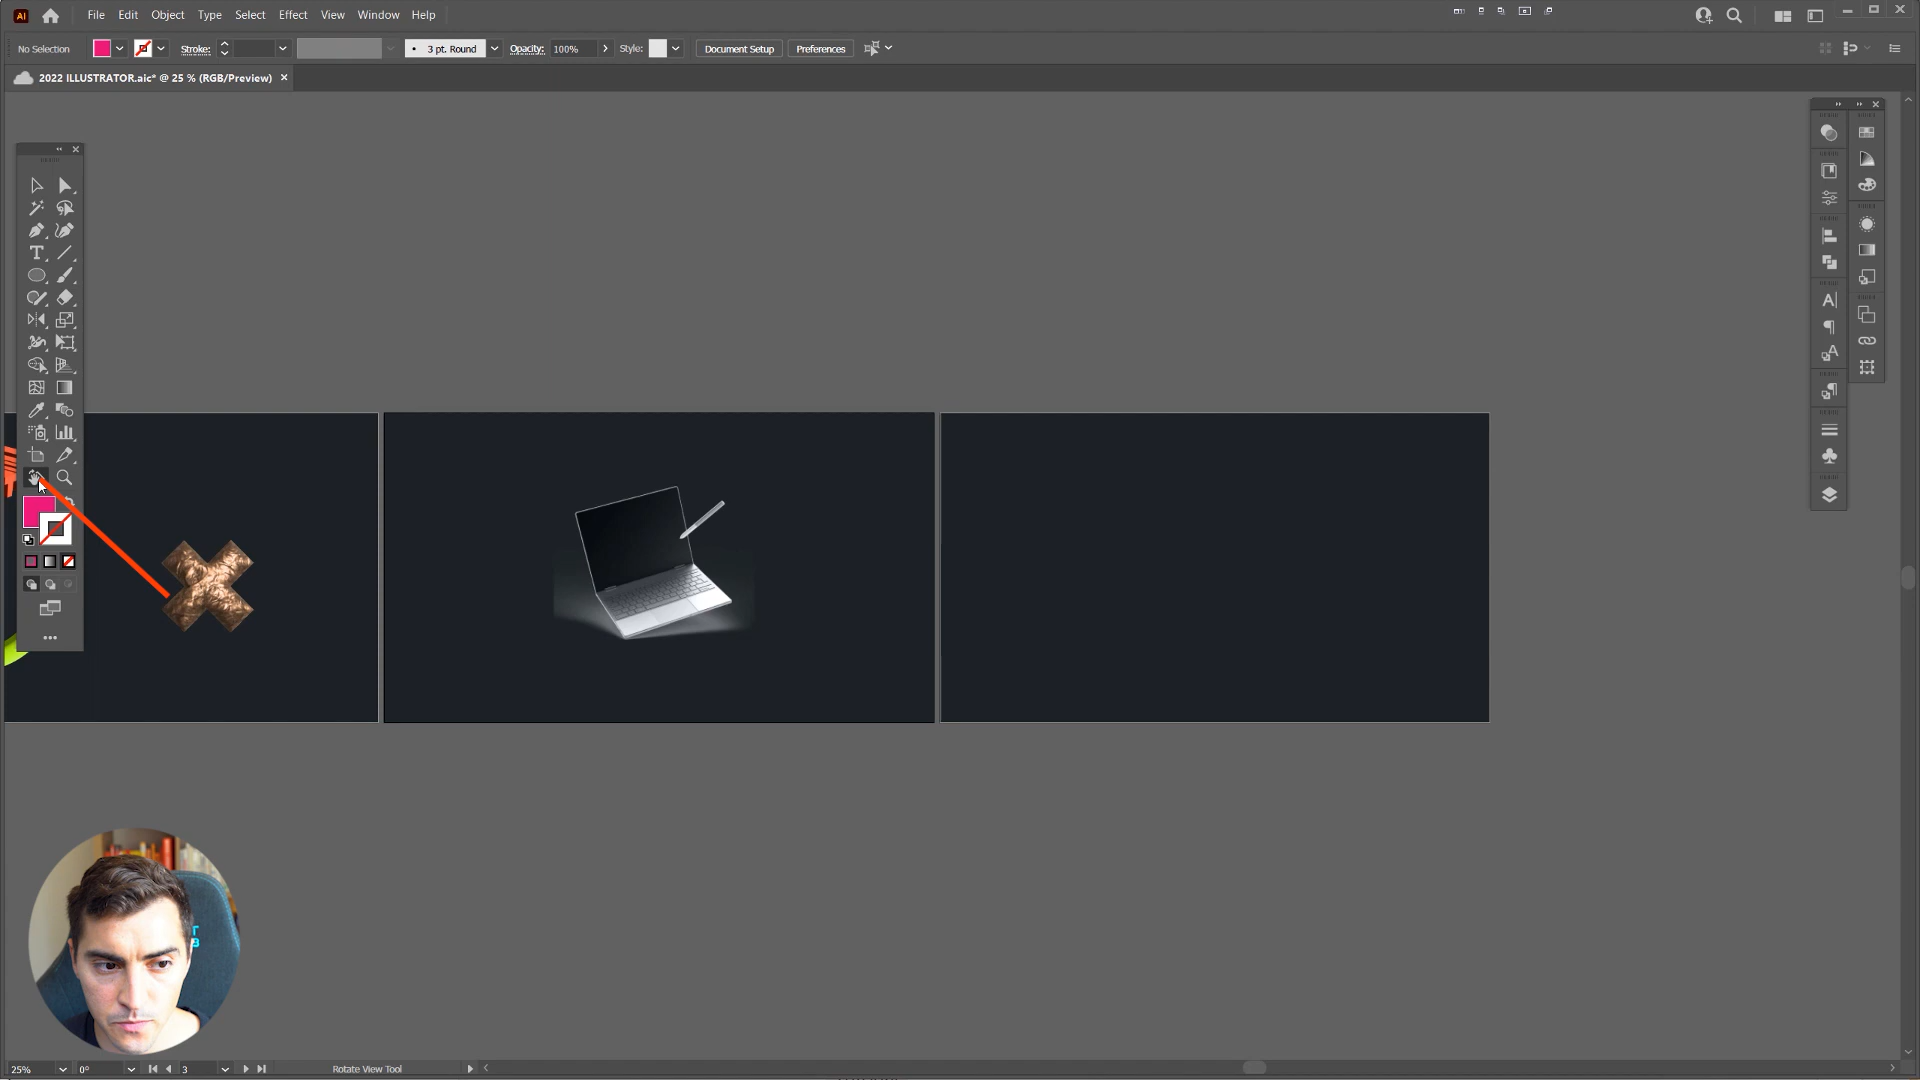 Ai File Edit Object Type Select Effect View Window Help
No Selection Stroke: 3 pt. Round Opacity: 100% Style: Document Setup Preferences
2022 ILLUSTRATOR.aic* @ 25 % (RGB/Preview)
25% 0° 3 Rotate View Tool